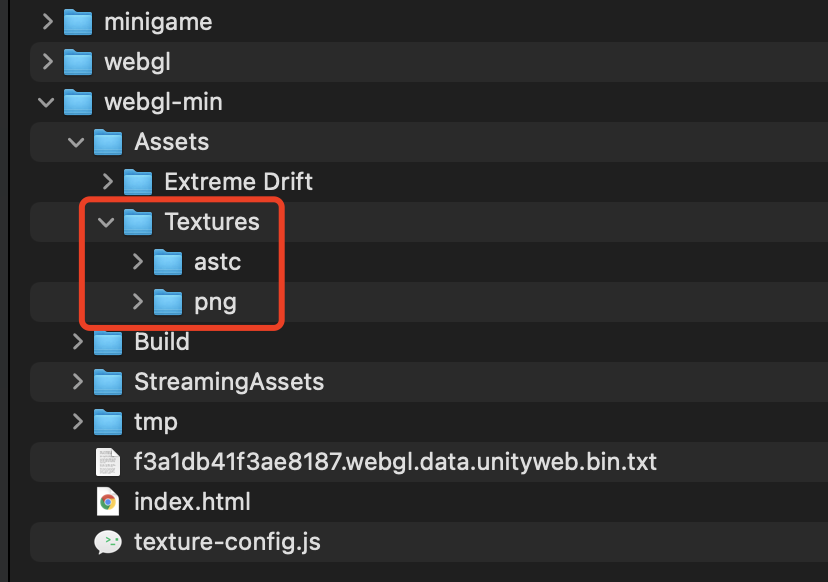 minigame
webgl
webgl-min
Assets
Extreme Drift
Textures
astc
png
Build
StreamingAssets
tmp
f3a1db41f3ae8187.webgl.data.unityweb.bin.txt
index.html
texture-config.js